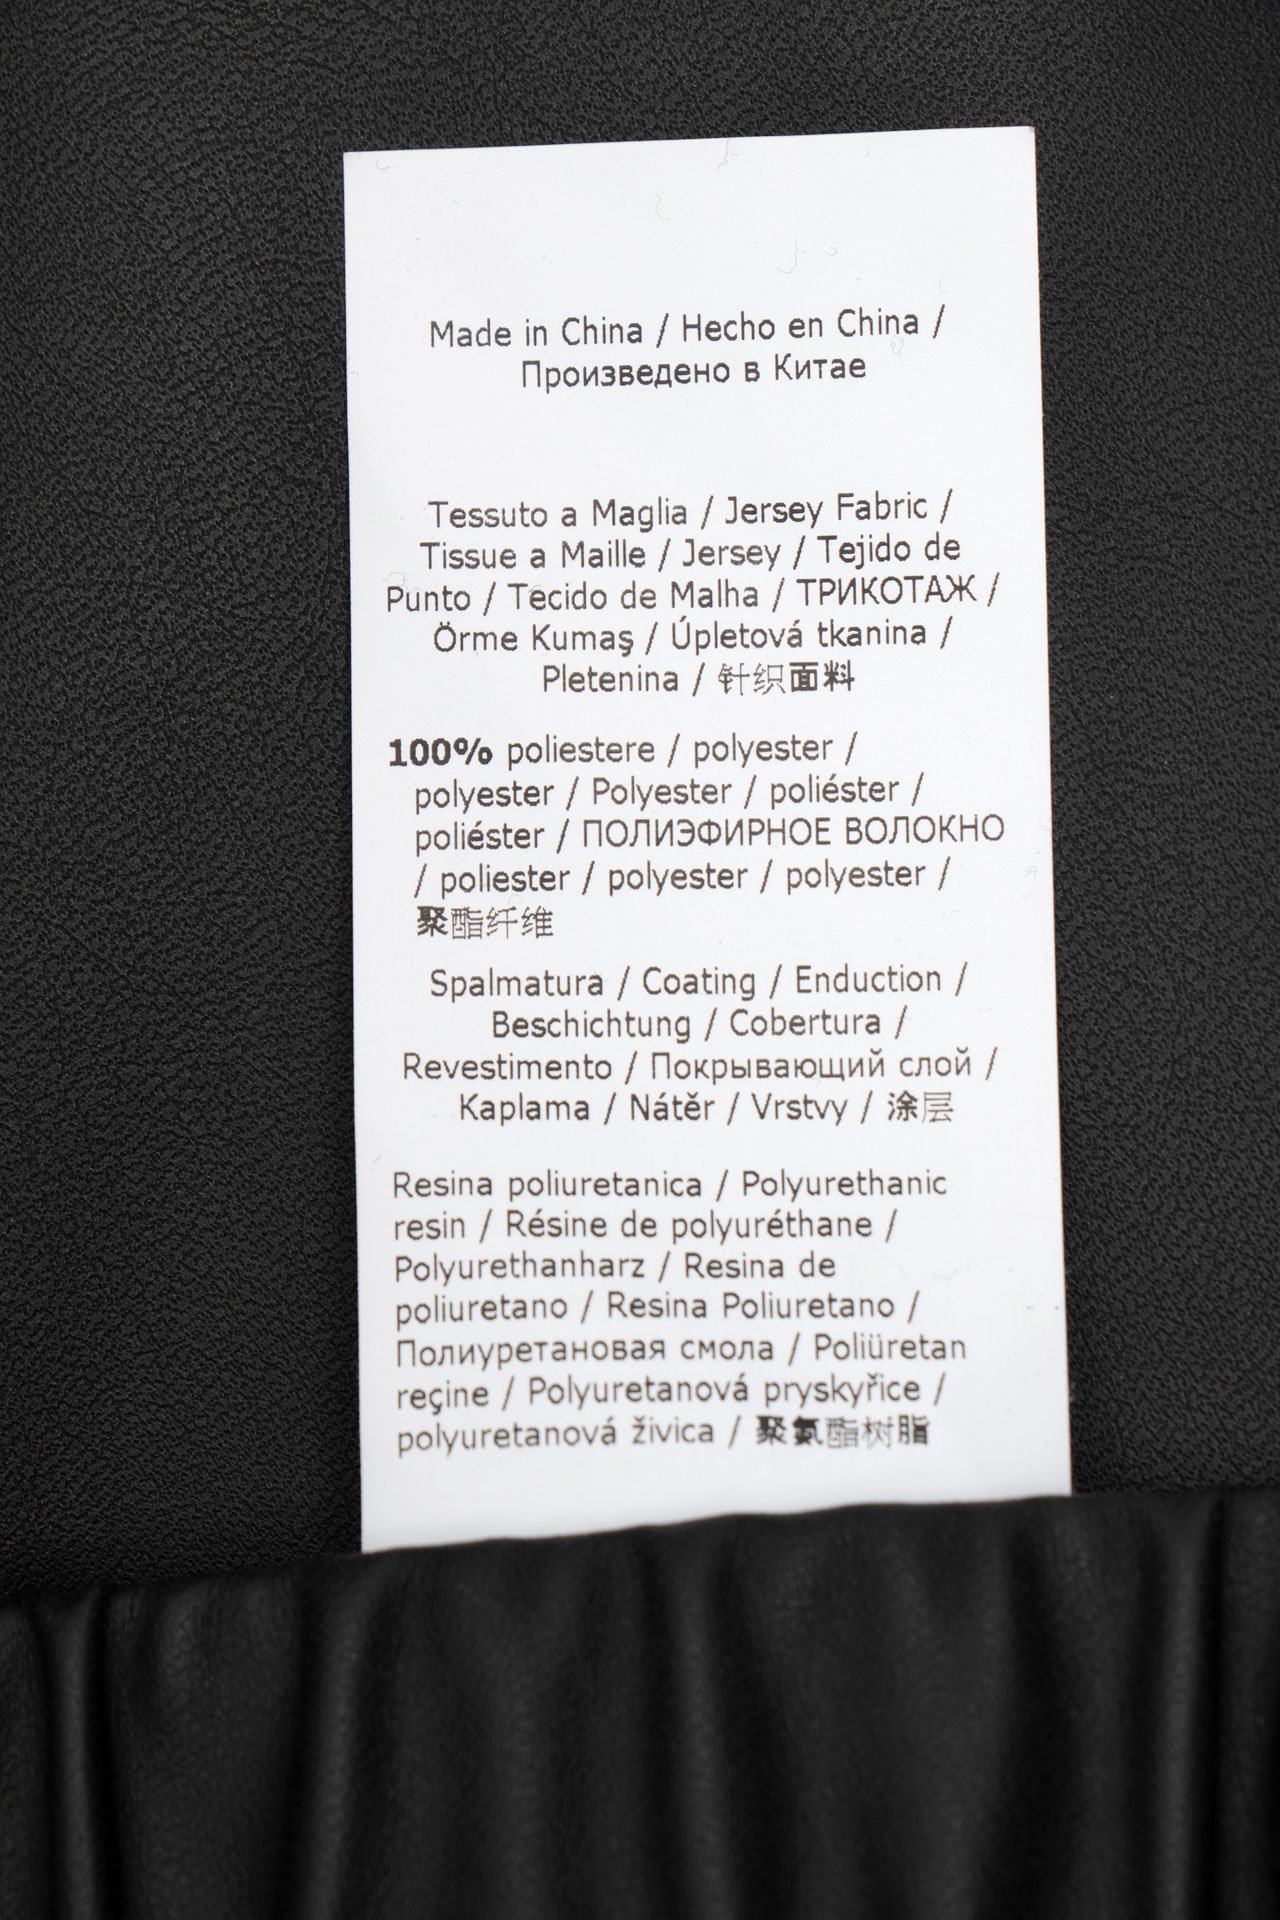 Made in China / Hecho en China /
Произведено в Китае
Tessuto a Maglia / Jersey Fabric /
Tissue a Maille / Jersey / Tejido de
Punto / Tecido de Malha / ТРИКОТАЖ /
Örme Kumaş / Úpletová tkanina /
Pletenina / 针织面料
100% poliestere / polyester /
polyester / Polyester / poliéster /
poliéster / ПОЛИЭФИРНОЕ ВОЛОКНО
/ poliester / polyester / polyester /
聚酯纤维
Spalmatura / Coating / Enduction /
Beschichtung / Cobertura /
Revestimento / Покрывающий слой /
Kaplama / Nátěr / Vrstvy / 涂层
Resina poliuretanica / Polyurethanic
resin / Résine de polyuréthane /
Polyurethanharz / Resina de
poliuretano / Resina Poliuretano /
Полиуретановая смола / Poliüretan
reçine / Polyuretanová pryskyřice /
polyuretanová živica / 聚氨酯树脂